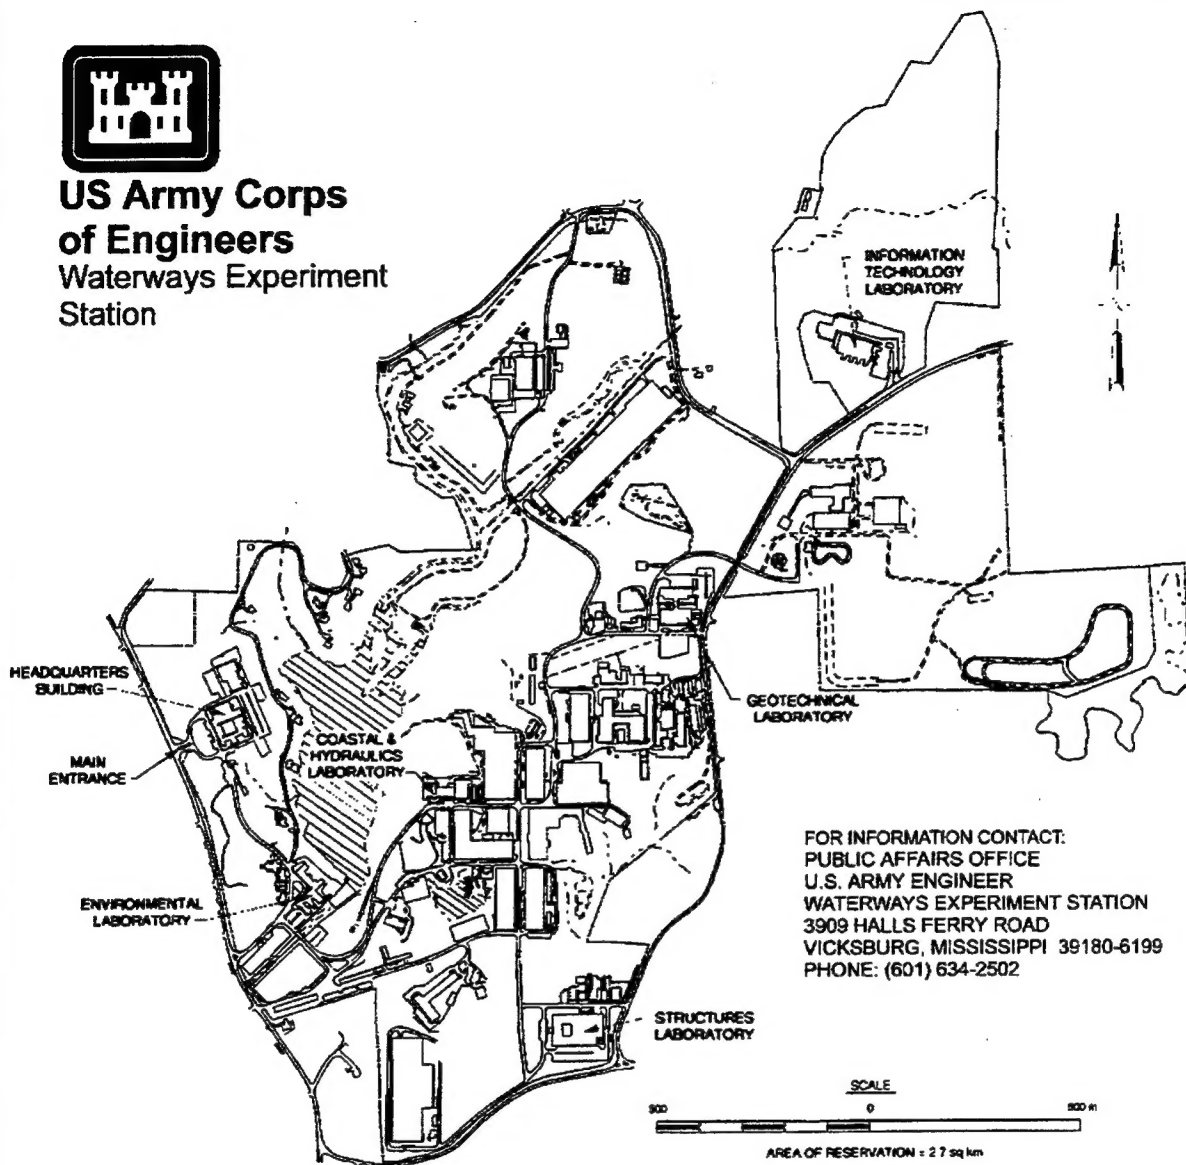 US Army Corps
of Engineers
Waterways Experiment
Station
INFORMATION
TECHNOLOGY
LABORATORY
HEADQUARTERS
BUILDING
MAIN
ENTRANCE
COASTAL &
HYDRAULICS
LABORATORY
GEOTECHNICAL
LABORATORY
ENVIRONMENTAL
LABORATORY
STRUCTURES
LABORATORY
FOR INFORMATION CONTACT:
PUBLIC AFFAIRS OFFICE
U.S. ARMY ENGINEER
WATERWAYS EXPERIMENT STATION
3909 HALLS FERRY ROAD
VICKSBURG, MISSISSIPPI 39180-6199
PHONE: (601) 634-2502
SCALE
500 0 500 m
AREA OF RESERVATION = 2.7 sq km